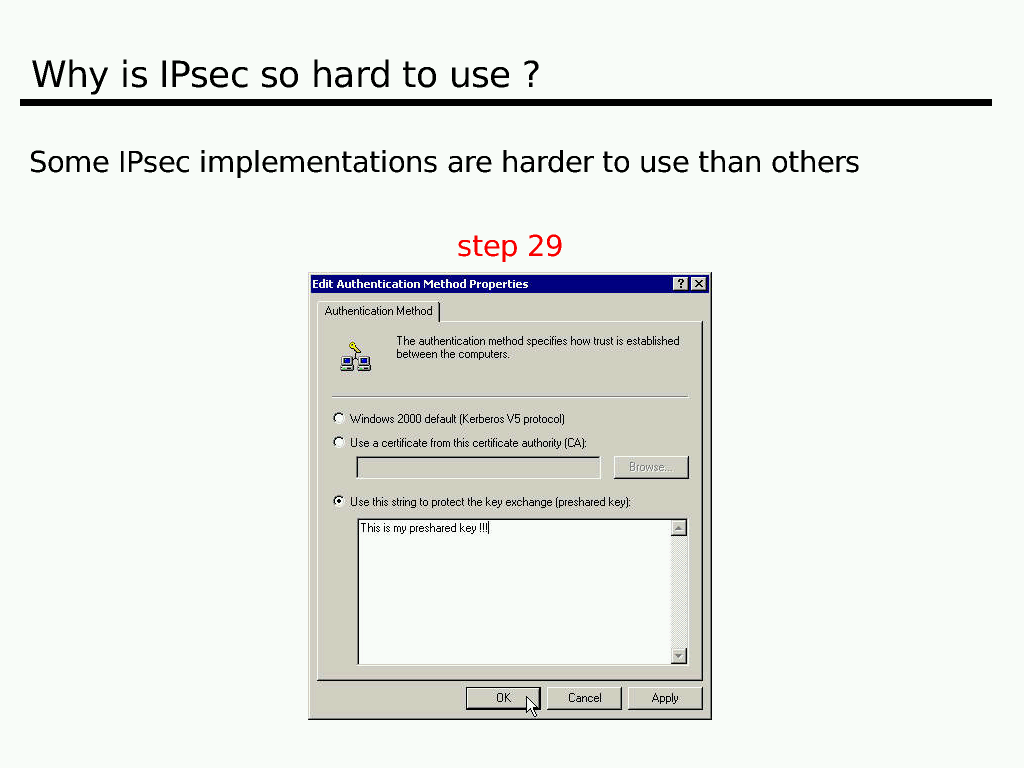 Why is IPsec so hard to use ?
Some IPsec implementations are harder to use than others
step 29
Edit Authentication Method Properties
Authentication Method
The authentication method specifies how trust is established
between the computers.
Windows 2000 default (Kerberos V5 protocol)
Use a certificate from this certificate authority (CA):
Browse...
Use this string to protect the key exchange (preshared key):
This is my preshared key !!!
OK Cancel Apply